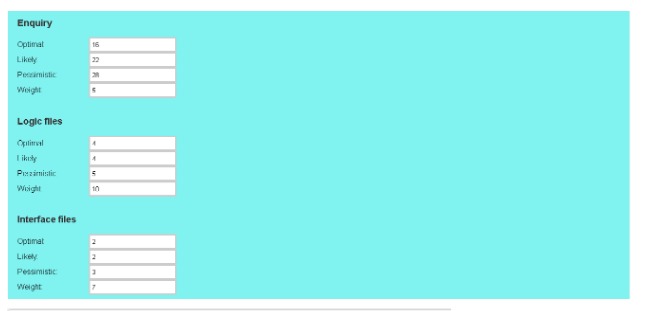 Enquiry
Optimal 16
Likely 22
Pessimistic 28
Weight 5
Logic files
Optimal 4
Likely 4
Pessimistic 5
Weight 10
Interface files
Optimal 2
Likely 2
Pessimistic: 3
Weight: 7